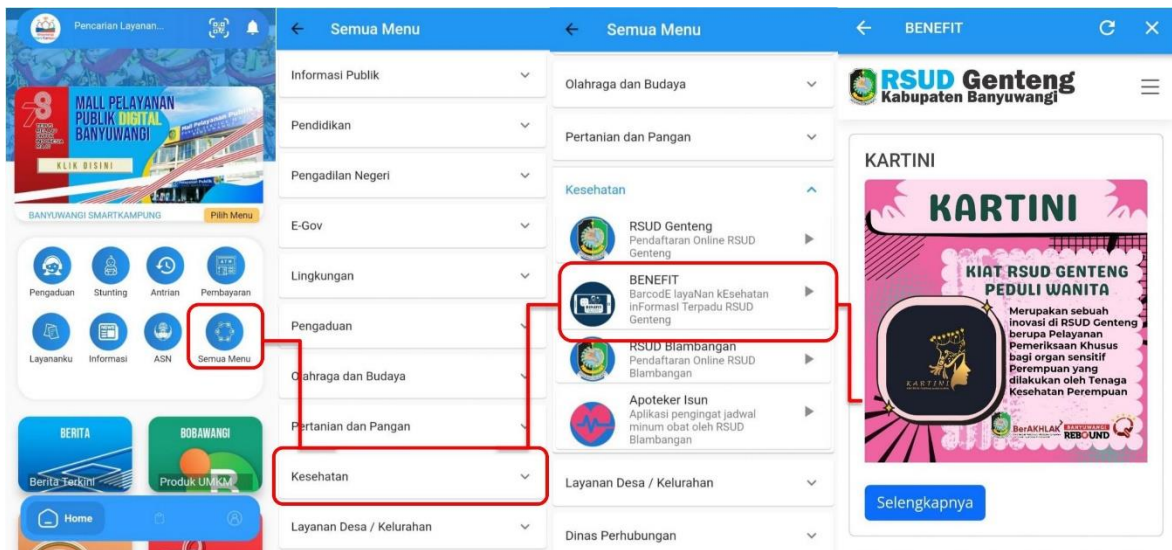 Pencarian Layanan...
MALL PELAYANAN
PUBLIK DIGITAL
BANYUWANGI
KLIK DISINI
BANYUWANGI SMARTKAMPUNG
Pilih Menu
Pengaduan
Stunting
Antrian
Pembayaran
Layananku
Informasi
ASN
Semua Menu
BERITA
Berita Terkini
BOBAWANGI
Produk UMKM
Home
Semua Menu
Informasi Publik
Pendidikan
Pengadilan Negeri
E-Gov
Lingkungan
Pengaduan
Olahraga dan Budaya
Pertanian dan Pangan
Kesehatan
Layanan Desa / Kelurahan
Semua Menu
Olahraga dan Budaya
Pertanian dan Pangan
Kesehatan
RSUD Genteng
Pendaftaran Online RSUD
Genteng
BENEFIT
BarcodE layaNan kEsehatan
inFormasI Terpadu RSUD
Genteng
RSUD Blambangan
Pendaftaran Online RSUD
Blambangan
Apoteker Isun
Aplikasi pengingat jadwal
minum obat oleh RSUD
Blambangan
Layanan Desa / Kelurahan
Dinas Perhubungan
BENEFIT
RSUD Genteng
Kabupaten Banyuwangi
KARTINI
KARTINI
KIAT RSUD GENTENG
PEDULI WANITA
Merupakan sebuah
inovasi di RSUD Genteng
berupa Pelayanan
Pemeriksaan Khusus
bagi organ sensitif
Perempuan yang
dilakukan oleh Tenaga
Kesehatan Perempuan
KARTINI
BerAKHLAK
BANYUWANGI
REBOUND
Selengkapnya